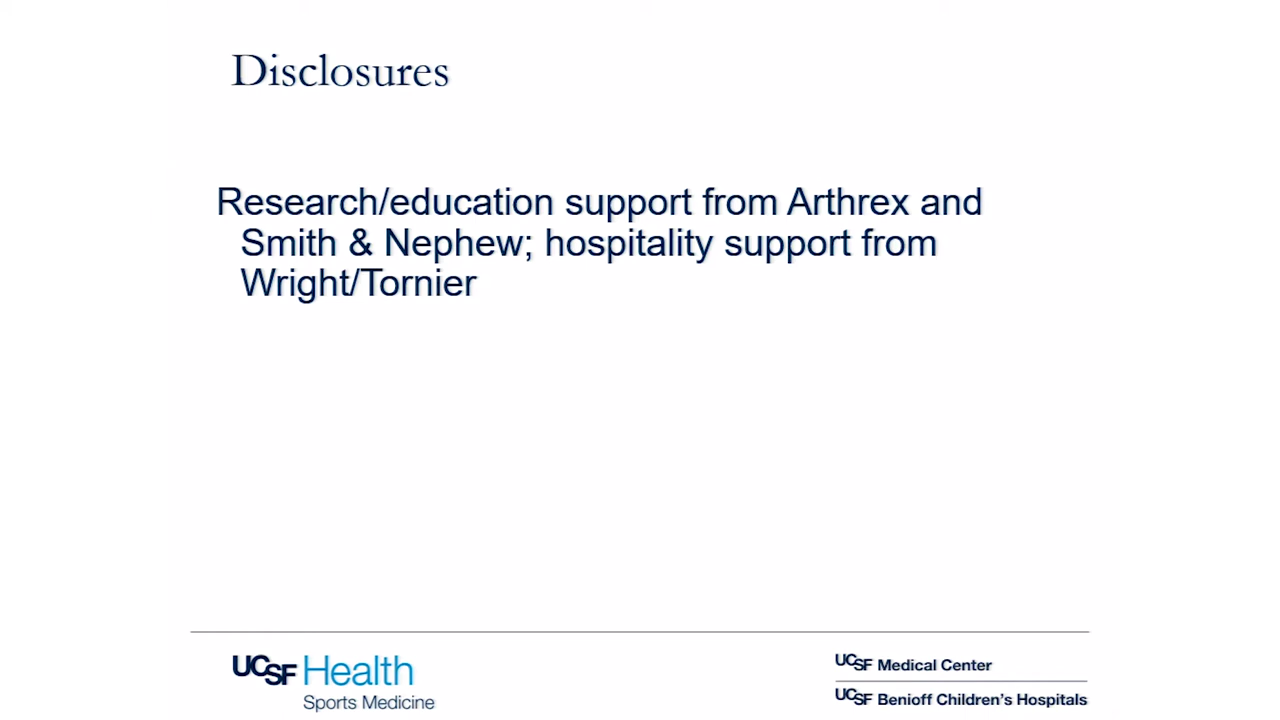 Disclosures
Research/education support from Arthrex and
Smith & Nephew; hospitality support from
Wright/Tornier
UCSF Health
Sports Medicine
UCSF Medical Center
UCSF Benioff Children's Hospitals